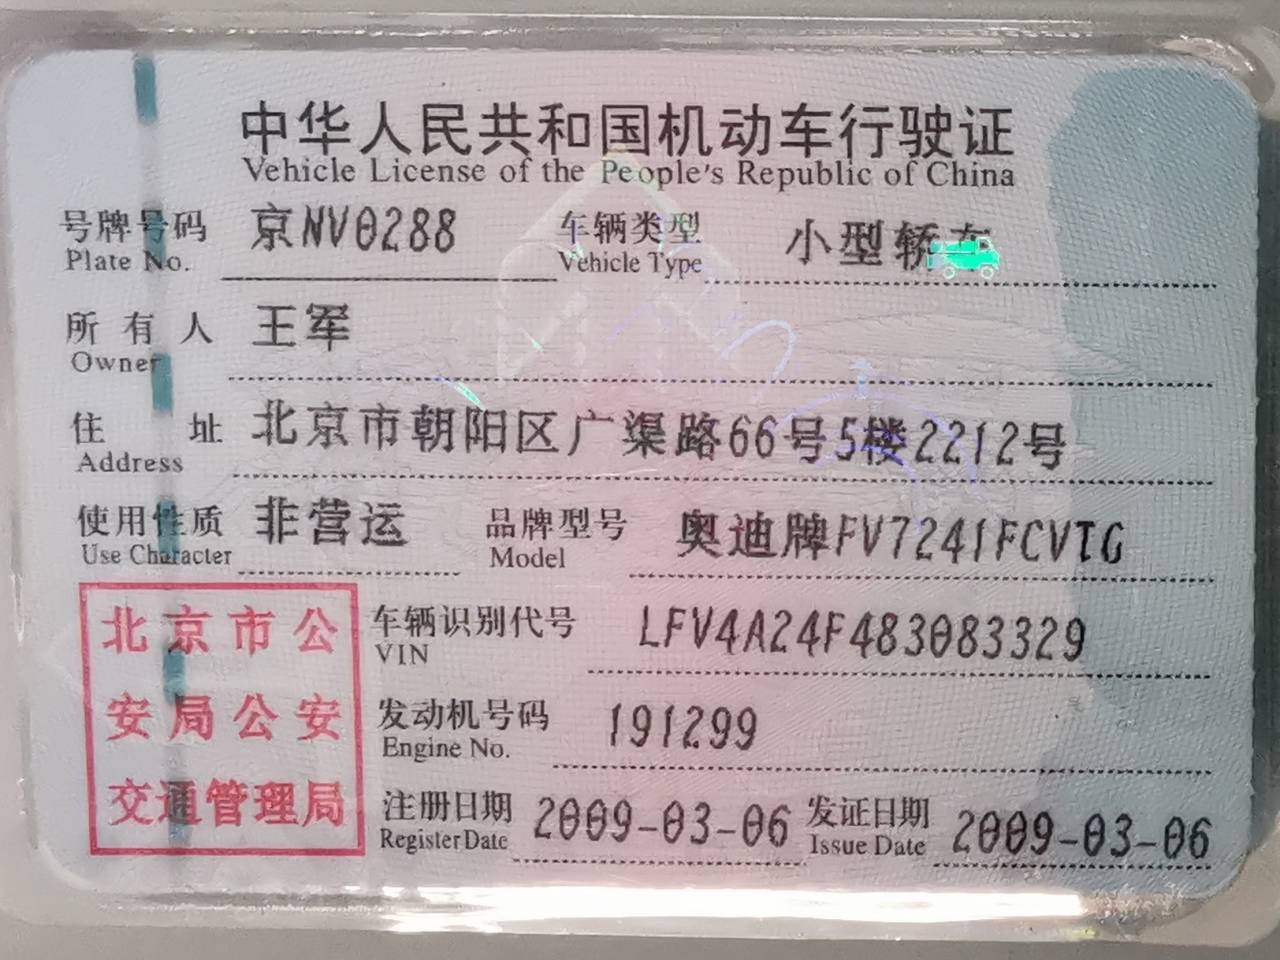 中华人民共和国机动车行驶证
Vehicle License of the People's Republic of China
号牌号码 京NV0288 车辆类型 小型轿车
Plate No. Vehicle Type
所有人 王军
Owner
住址 北京市朝阳区广渠路66号5楼2212号
Address
使用性质 非营运 品牌型号 奥迪牌FV7241FCVTG
Use Character Model
北京市公安局公安交通管理局
车辆识别代号 LFV4A24F483083329
VIN
发动机号码 191299
Engine No.
注册日期 2009-03-06 发证日期 2009-03-06
Register Date Issue Date